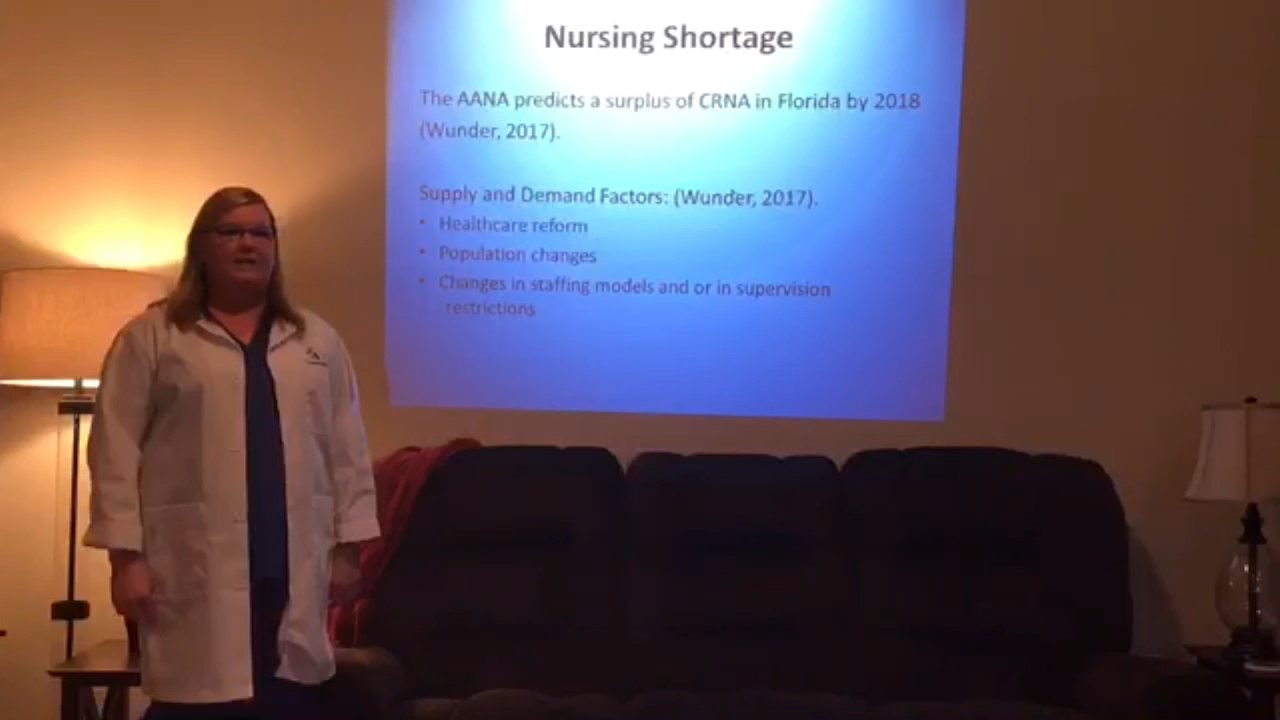 Nursing Shortage
The AANA predicts a surplus of CRNA in Florida by 2018
(Wunder, 2017).
Supply and Demand Factors: (Wunder, 2017).
• Healthcare reform
• Population changes
• Changes in staffing models and or in supervision
restrictions